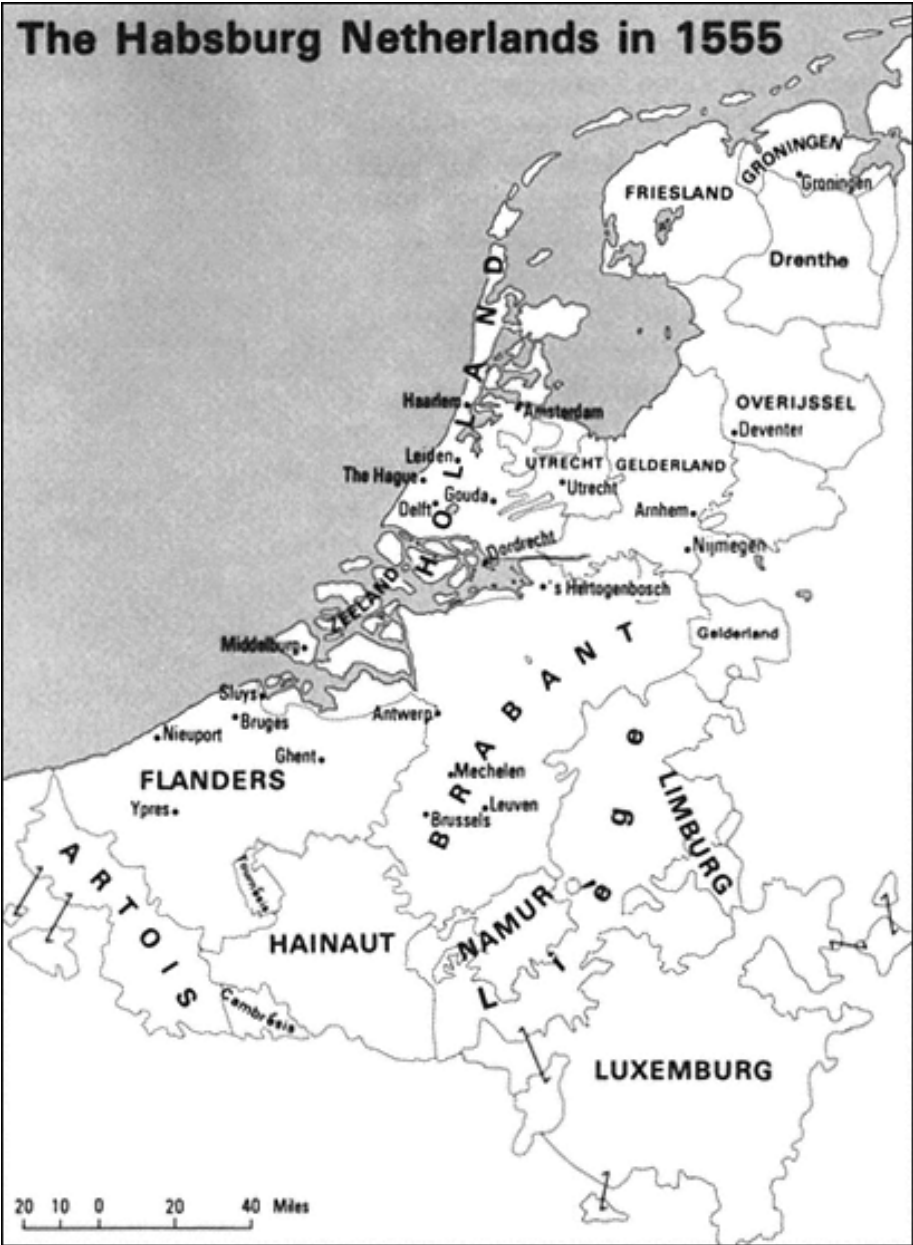 The Habsburg Netherlands in 1555
GRONINGEN
Groningen
FRIESLAND
Drenthe
HOLLAND
Haarlem
Amsterdam
OVERIJSSEL
Deventer
Leiden
UTRECHT
GELDERLAND
The Hague
Utrecht
Delft
Gouda
Arnhem
Dordrecht
Nijmegen
ZEELAND
's Hertogenbosch
Middelburg
Gelderland
BRABANT
Sluys
Bruges
Antwerp
Nieuport
Ghent
FLANDERS
Mechelen
Ypres
Brussels
Leuven
LIMBURG
ARTOIS
Tournésis
HAINAUT
NAMUR
Liège
Cambrésis
LUXEMBURG
20 10 0 20 40 Miles